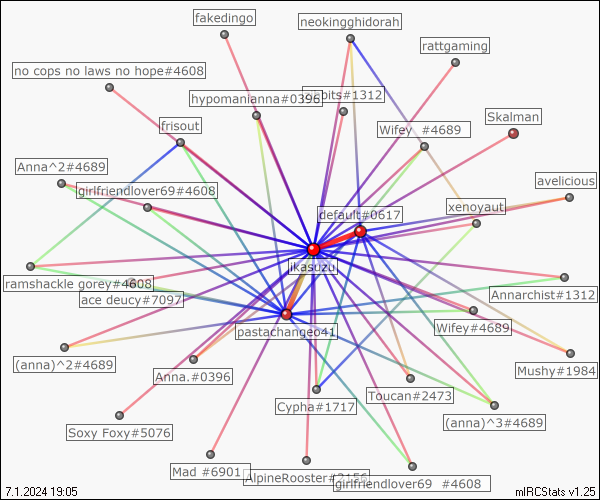 fakedingo
neokingghidorah
rattgaming
no cops no laws no hope#4608
hypomanianna#0396
#1312
Skalman
frisout
Wifey #4689
Anna^2#4689
girlfriendlover69#4608
avelicious
default#0617
xenoyaut
ikasuzu
ramshackle gorey#4608
Annarchist#1312
ace deucy#7097
pastachangeo41
Wifey#4689
(anna)^2#4689
Anna.#0396
Mushy#1984
Toucan#2473
Cypha#1717
(anna)^3#4689
Soxy Foxy#5076
Mad #6901
AlpineRooster#2156
girlfriendlover69 #4608
7.1.2024 19:05
mIRCStats v1.25